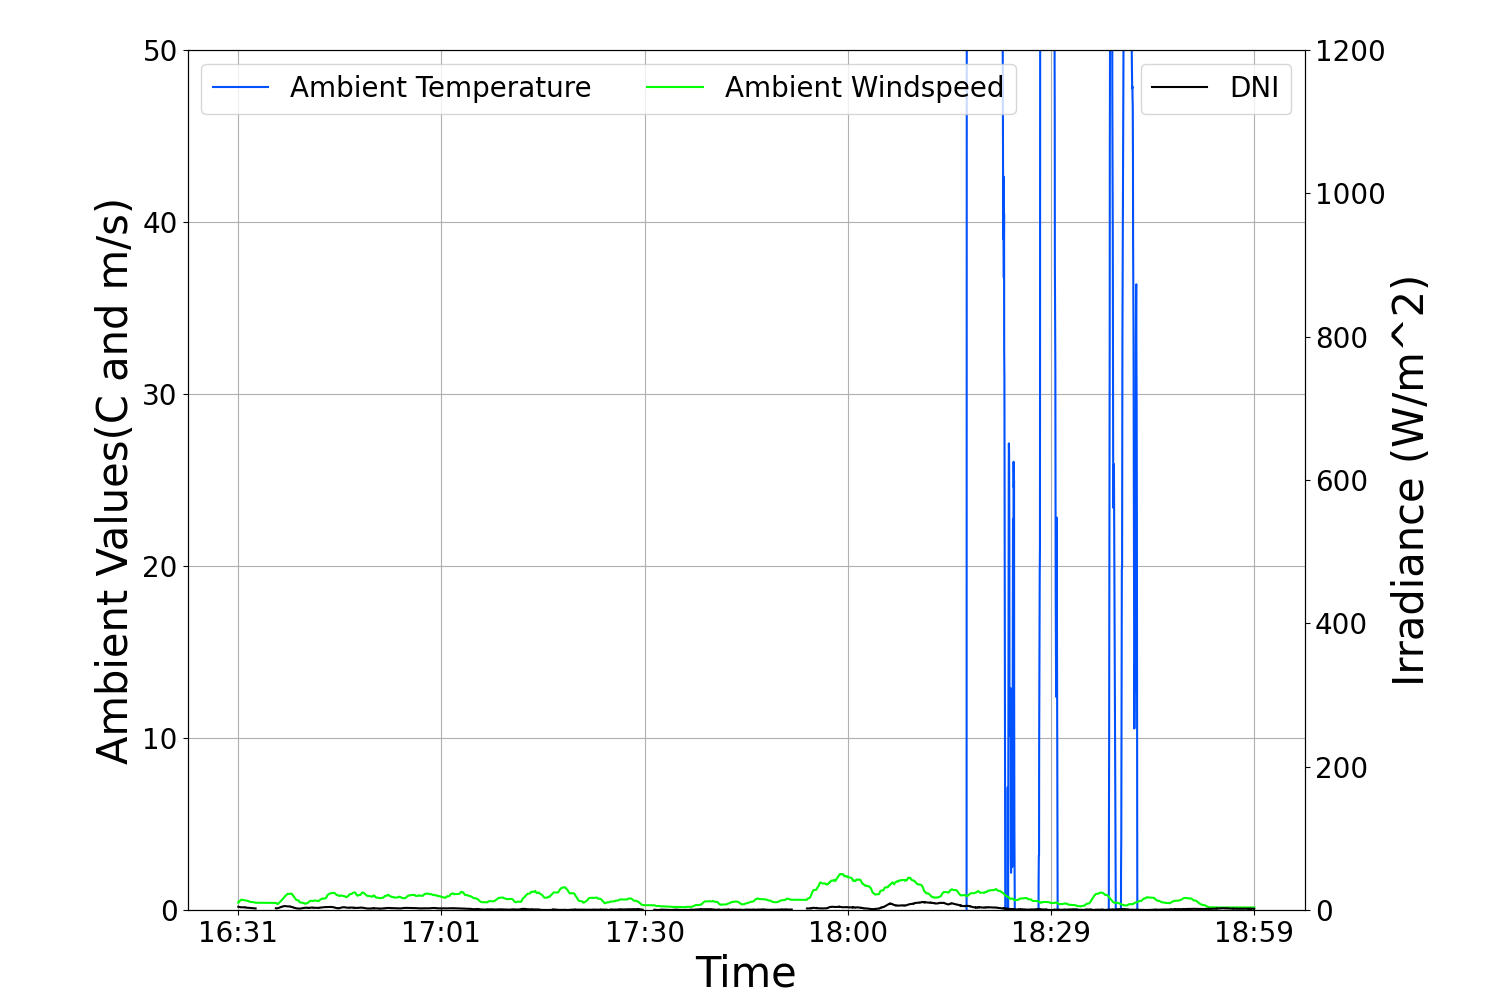 Ambient Temperature
Ambient Windspeed
DNI
Ambient Values(C and m/s)
50
40
30
20
10
0
1200
1000
800
600
400
200
0
Irradiance (W/m^2)
16:31 17:01 17:30 18:00 18:29 18:59
Time